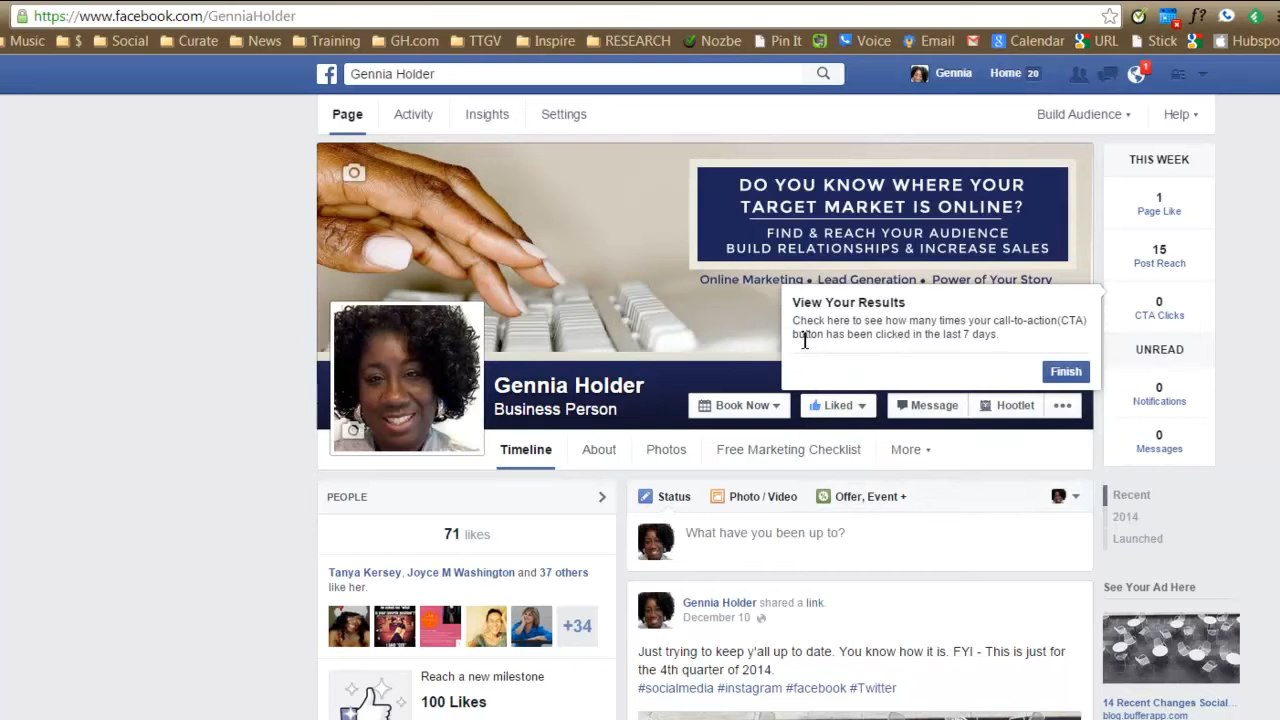 https://www.facebook.com/GenniaHolder
Music $ Social Curate News Training GH.com TTGV Inspire RESEARCH Nozbe Pin It Voice Email Calendar URL Stick Hubspo
Gennia Holder
Gennia Home 20 1
Page Activity Insights Settings Build Audience Help
DO YOU KNOW WHERE YOUR
TARGET MARKET IS ONLINE?
FIND & REACH YOUR AUDIENCE
BUILD RELATIONSHIPS & INCREASE SALES
Online Marketing • Lead Generation • Power of Your Story
View Your Results
Check here to see how many times your call-to-action(CTA)
button has been clicked in the last 7 days.
Finish
Gennia Holder
Business Person
Book Now Liked Message Hootlet •••
Timeline About Photos Free Marketing Checklist More
THIS WEEK
1
Page Like
15
Post Reach
0
CTA Clicks
UNREAD
0
Notifications
0
Messages
Recent
2014
Launched
PEOPLE
71 likes
Tanya Kersey, Joyce M Washington and 37 others
like her.
+34
Reach a new milestone
100 Likes
Status Photo / Video Offer, Event +
What have you been up to?
Gennia Holder shared a link.
December 10
Just trying to keep y'all up to date. You know how it is. FYI - This is just for
the 4th quarter of 2014.
#socialmedia #instagram #facebook #Twitter
See Your Ad Here
14 Recent Changes Social...
blog.bufferapp.com